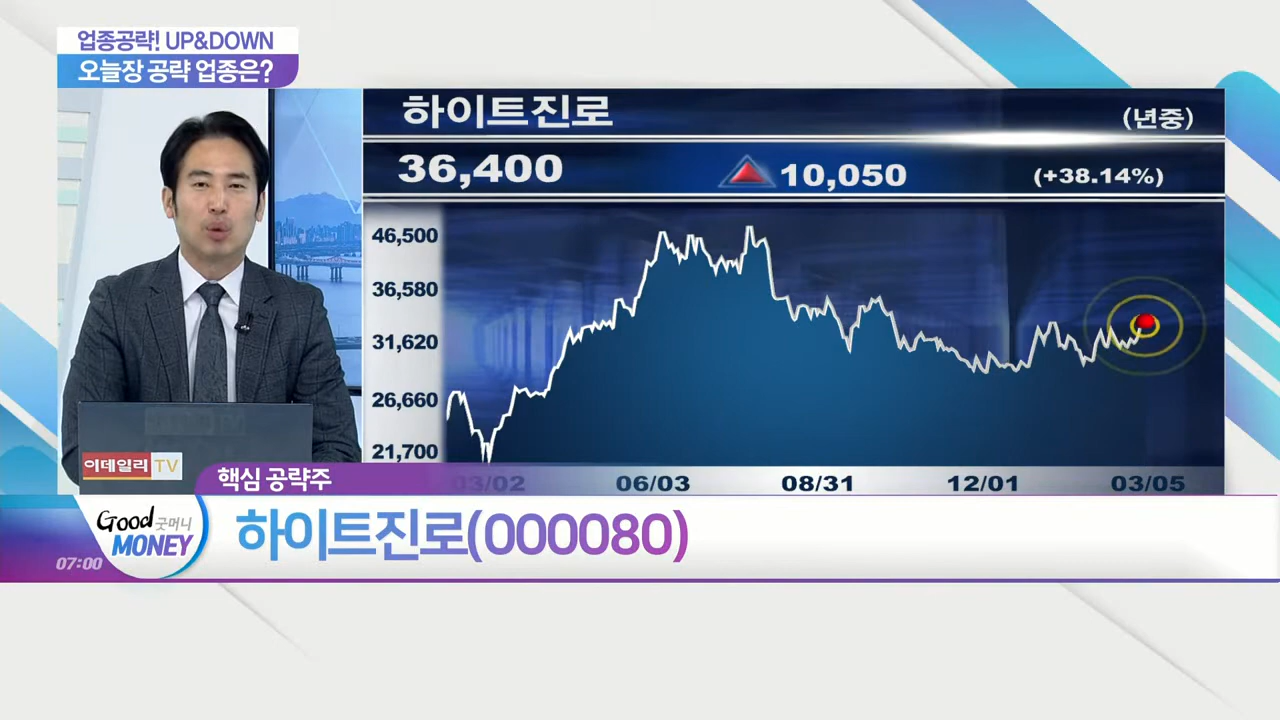 업종공략! UP&DOWN
오늘장 공략 업종은?
하이트진로 (년중)
36,400 10,050 (+38.14%)
46,500
36,580
31,620
26,660
21,700
03/02 06/03 08/31 12/01 03/05
이데일리TV
핵심 공략주
Good 굿머니
MONEY
하이트진로(000080)
07:00